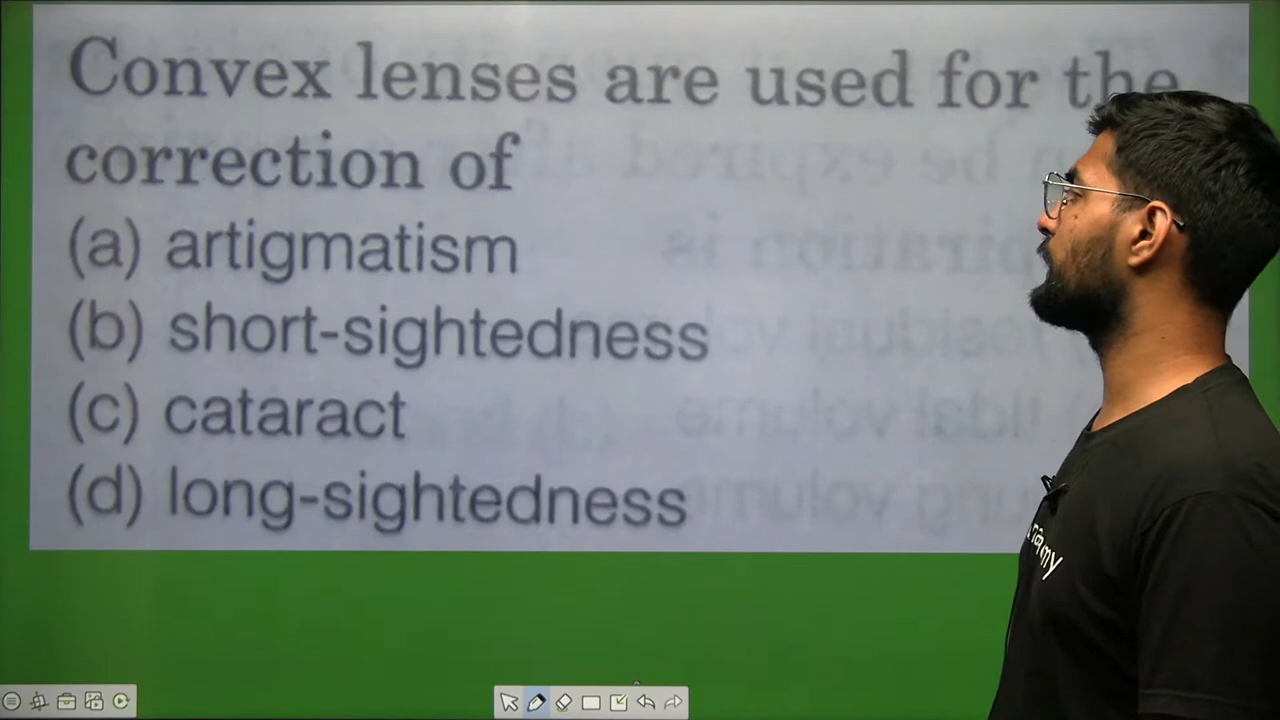 Convex lenses are used for the
correction of
(a) artigmatism
(b) short-sightedness
(c) cataract
(d) long-sightedness